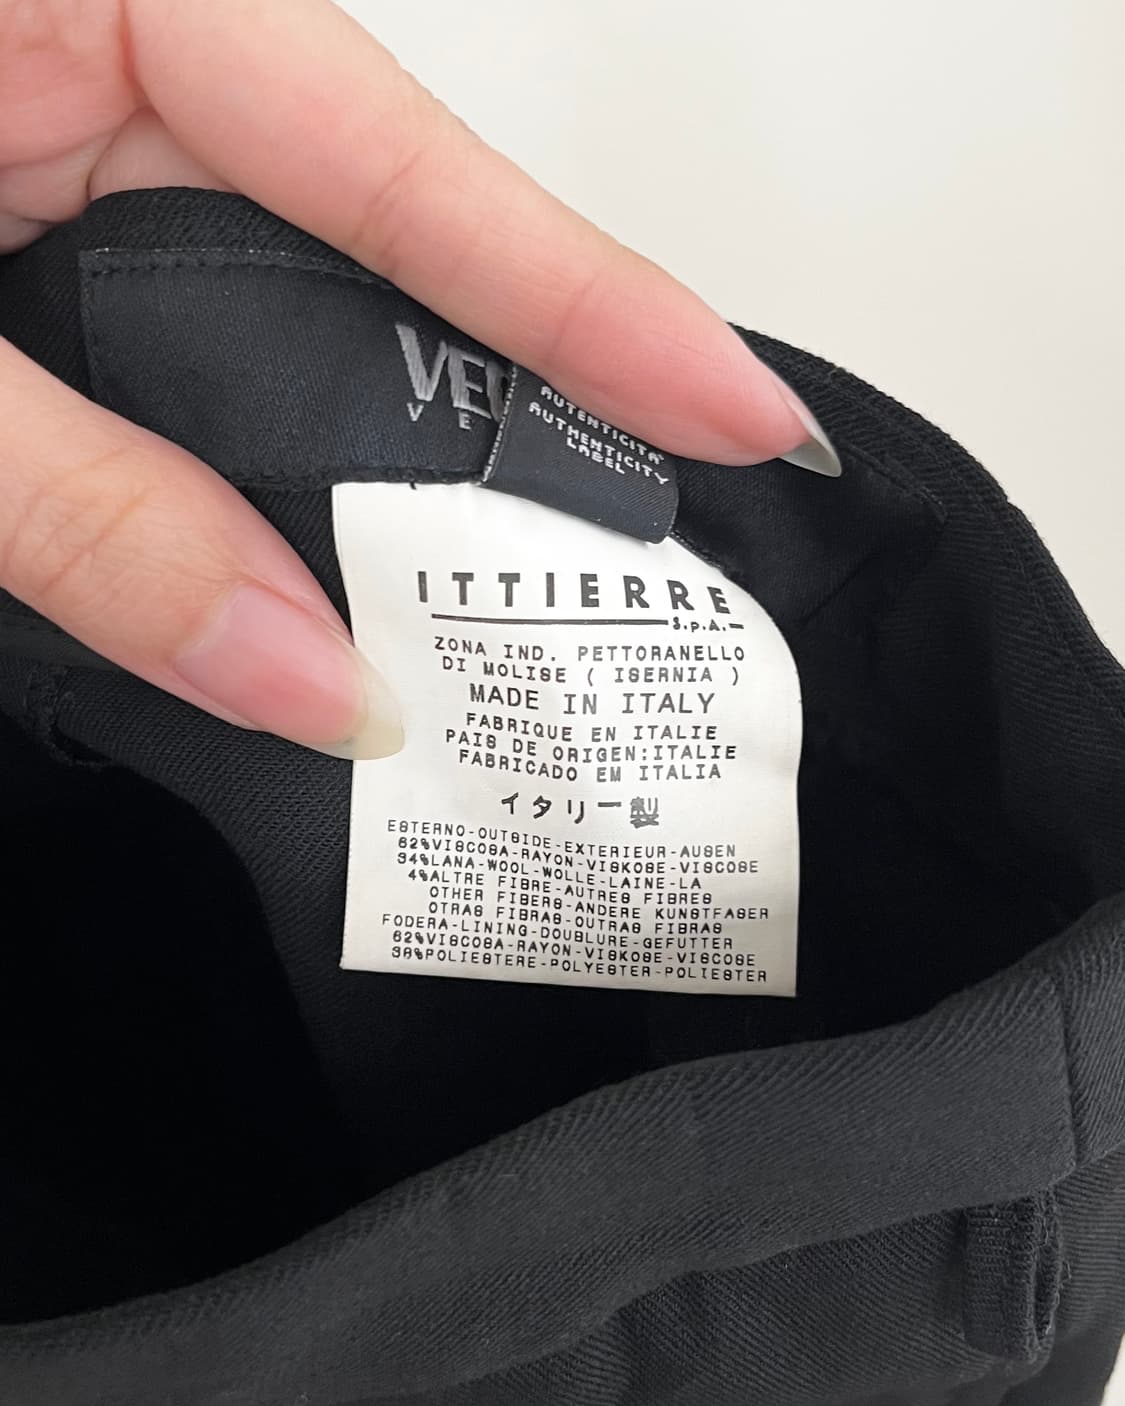 VE
V E
AUTENTICITA'
AUTHENTICITY
LABEL
ITTIERRE
S.p.A.
ZONA IND. PETTORANELLO
DI MOLISE ( ISERNIA )
MADE IN ITALY
FABRIQUE EN ITALIE
PAIS DE ORIGEN:ITALIE
FABRICADO EM ITALIA
イタリー製
ESTERNO-OUTSIDE-EXTERIEUR-AUSEN
62%VISCOSA-RAYON-VISKOSE-VISCOSE
34%LANA-WOOL-WOLLE-LAINE-LA
4%ALTRE FIBRE-AUTRES FIBRES
OTHER FIBERS-ANDERE KUNSTFASER
OTRAS FIBRAS-OUTRAS FIBRAS
FODERA-LINING-DOUBLURE-GEFUTTER
62%VISCOSA-RAYON-VISKOSE-VISCOSE
38%POLIESTERE-POLYESTER-POLIESTER